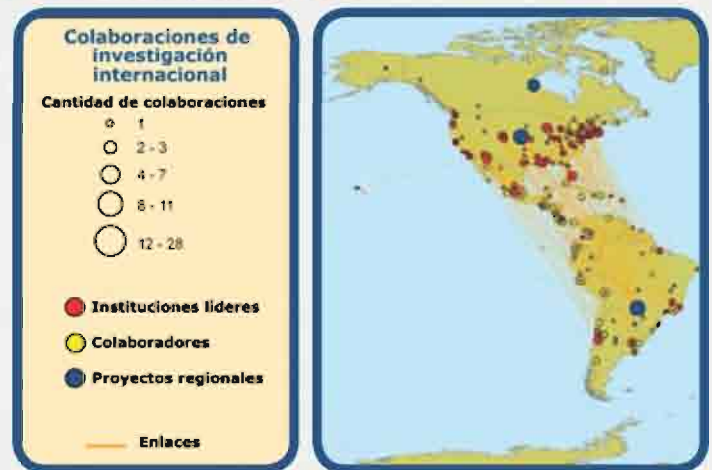 Colaboraciones de
investigación
internacional
Cantidad de colaboraciones
1
2 - 3
4 - 7
8 - 11
12 - 28
Instituciones lideres
Colaboradores
Proyectos regionales
Enlaces